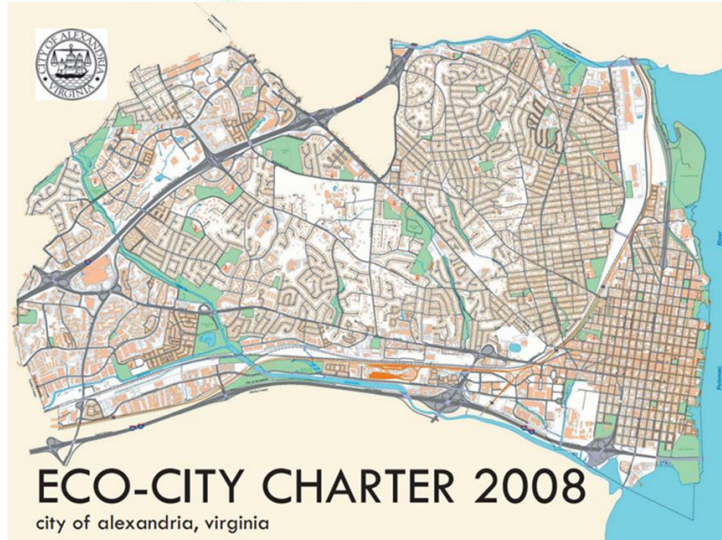 CITY OF ALEXANDRIA
VIRGINIA
ECO-CITY CHARTER 2008
city of alexandria, virginia